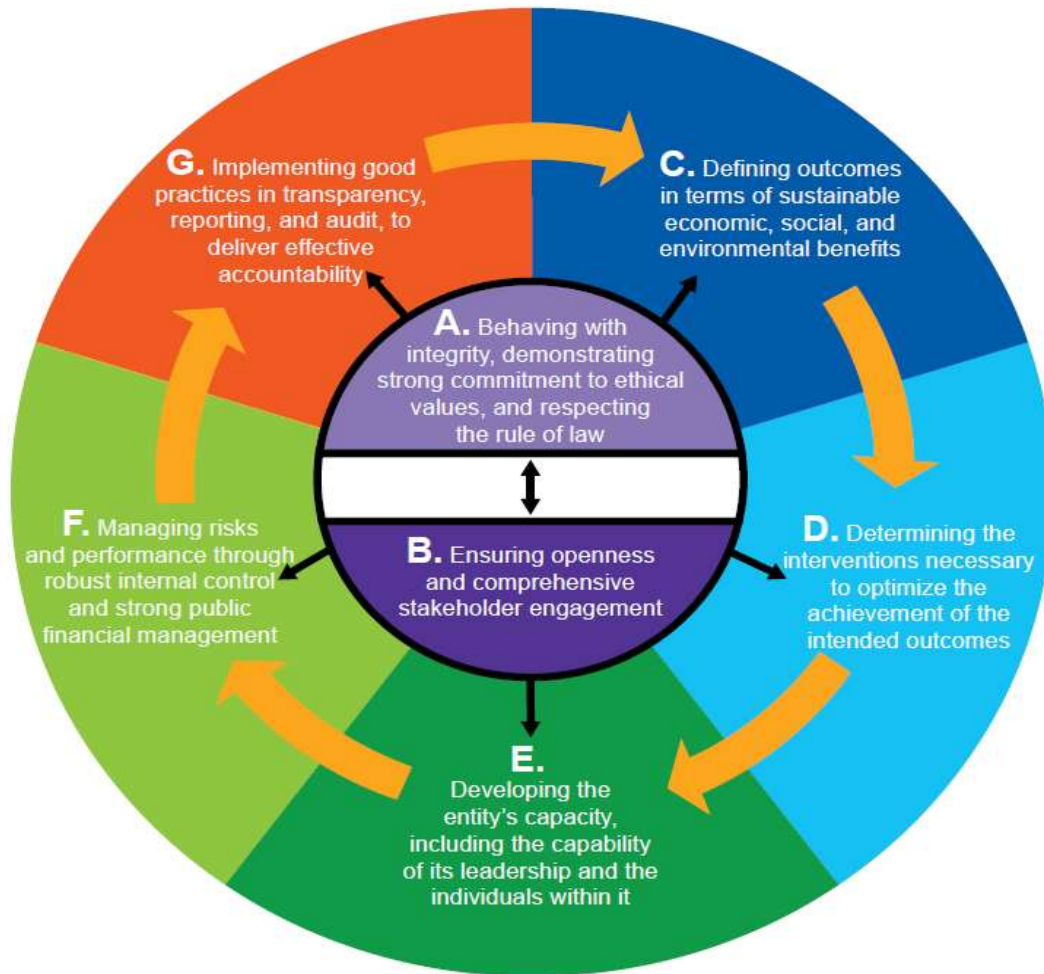 G. Implementing good
practices in transparency,
reporting, and audit, to
deliver effective
accountability
C. Defining outcomes
in terms of sustainable
economic, social, and
environmental benefits
A. Behaving with
integrity, demonstrating
strong commitment to ethical
values, and respecting
the rule of law
B. Ensuring openness
and comprehensive
stakeholder engagement
F. Managing risks
and performance through
robust internal control
and strong public
financial management
D. Determining the
interventions necessary
to optimize the
achievement of the
intended outcomes
E.
Developing the
entity's capacity,
including the capability
of its leadership and the
individuals within it